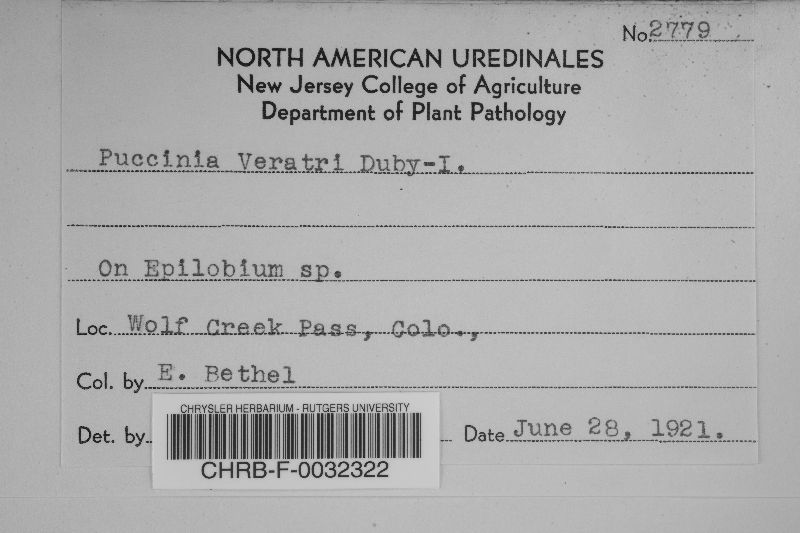 No. 2779
NORTH AMERICAN UREDINALES
New Jersey College of Agriculture
Department of Plant Pathology
Puccinia Veratri Duby-I.
On Epilobium sp.
Loc. Wolf Creek Pass, Colo.,
Col. by E. Bethel
Det. by
Date June 28, 1921.
CHRYSLER HERBARIUM - RUTGERS UNIVERSITY
CHRB-F-0032322